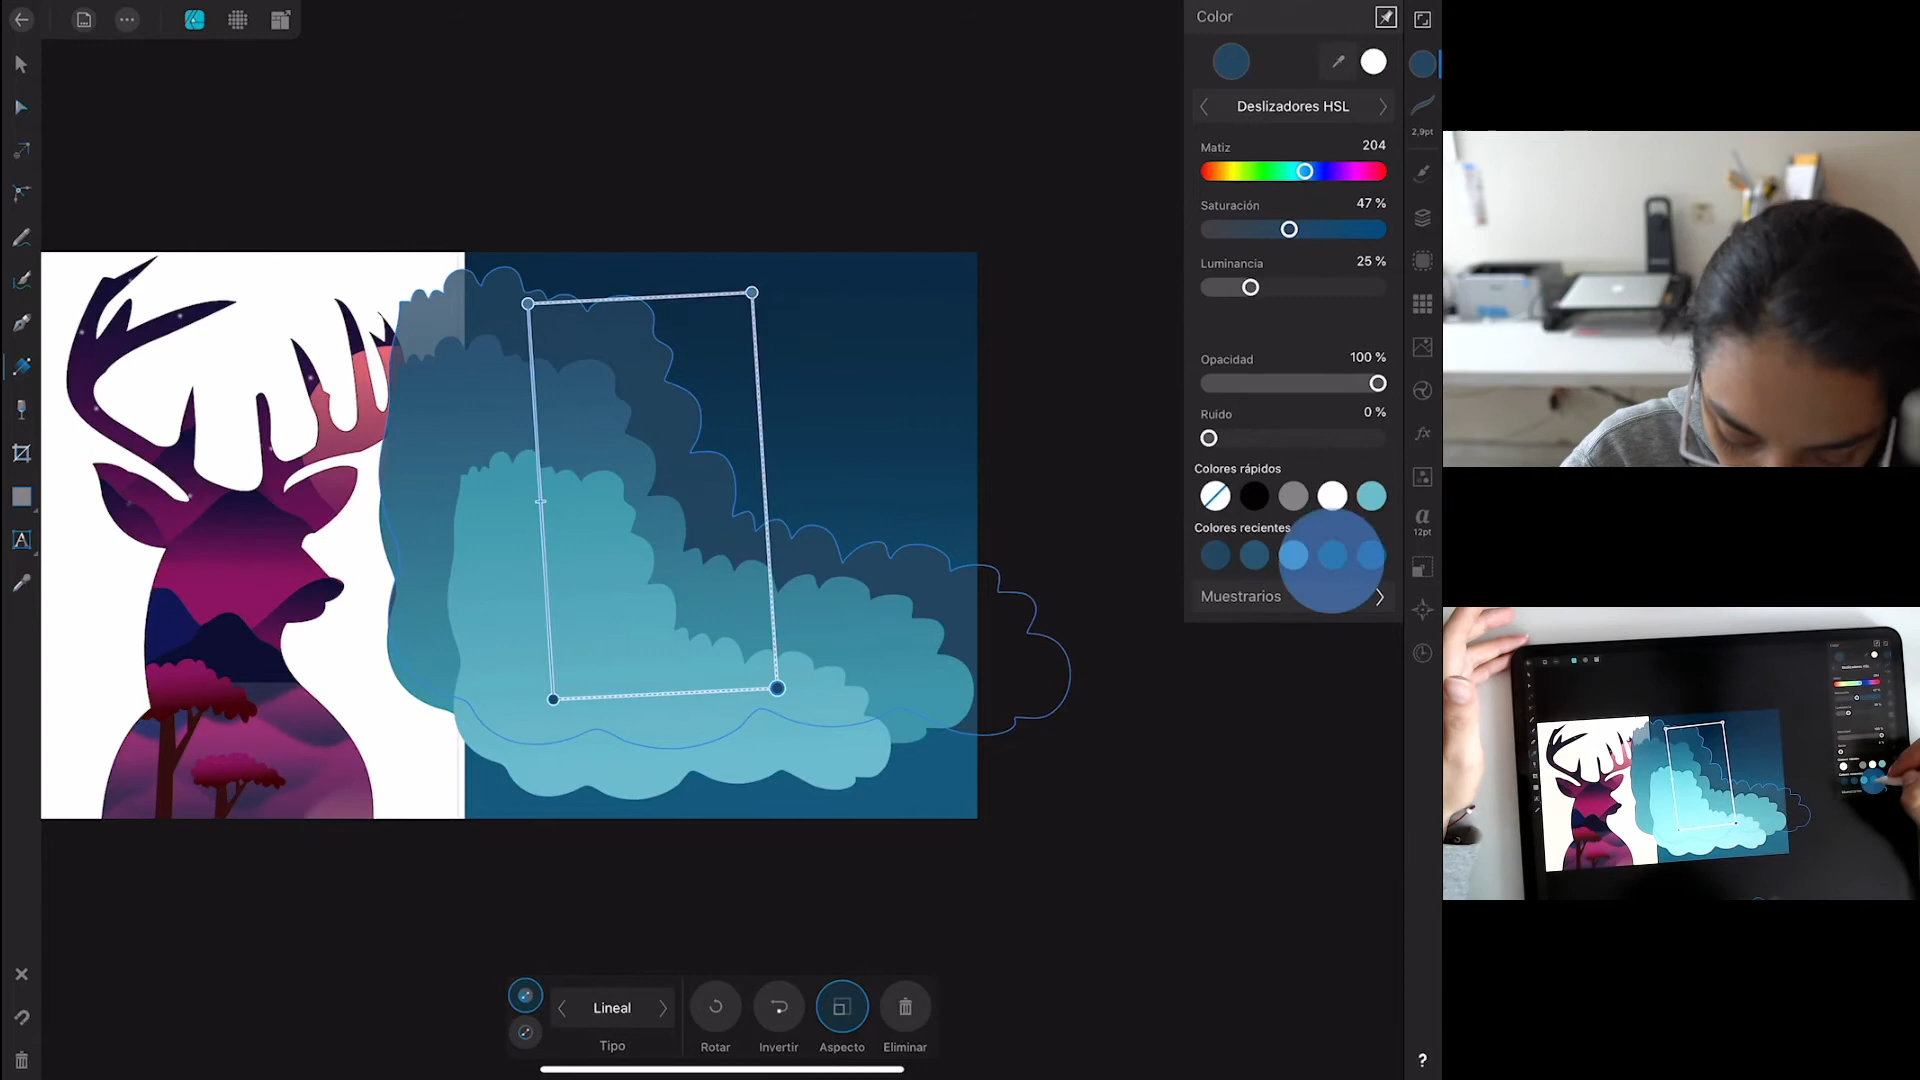 Color
Deslizadores HSL
Matiz 204
2,9pt
Saturación 47 %
Luminancia 25 %
Opacidad 100 %
Ruido 0 %
Colores rápidos
Colores recientes
a
12pt
Muestrarios
fx
A
Lineal
Tipo
Rotar
Invertir
Aspecto
Eliminar
?